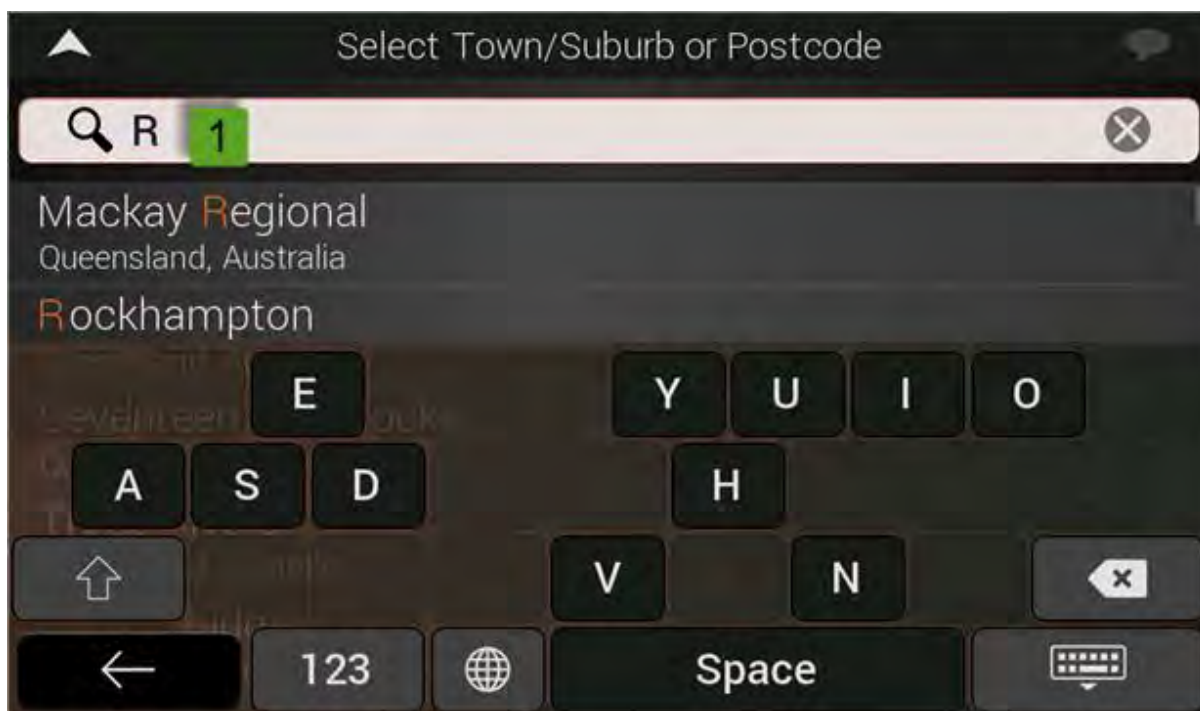 Select Town/Suburb or Postcode
R 1
Mackay Regional
Queensland, Australia
Rockhampton
E Y U I O
A S D H
V N
123 Space